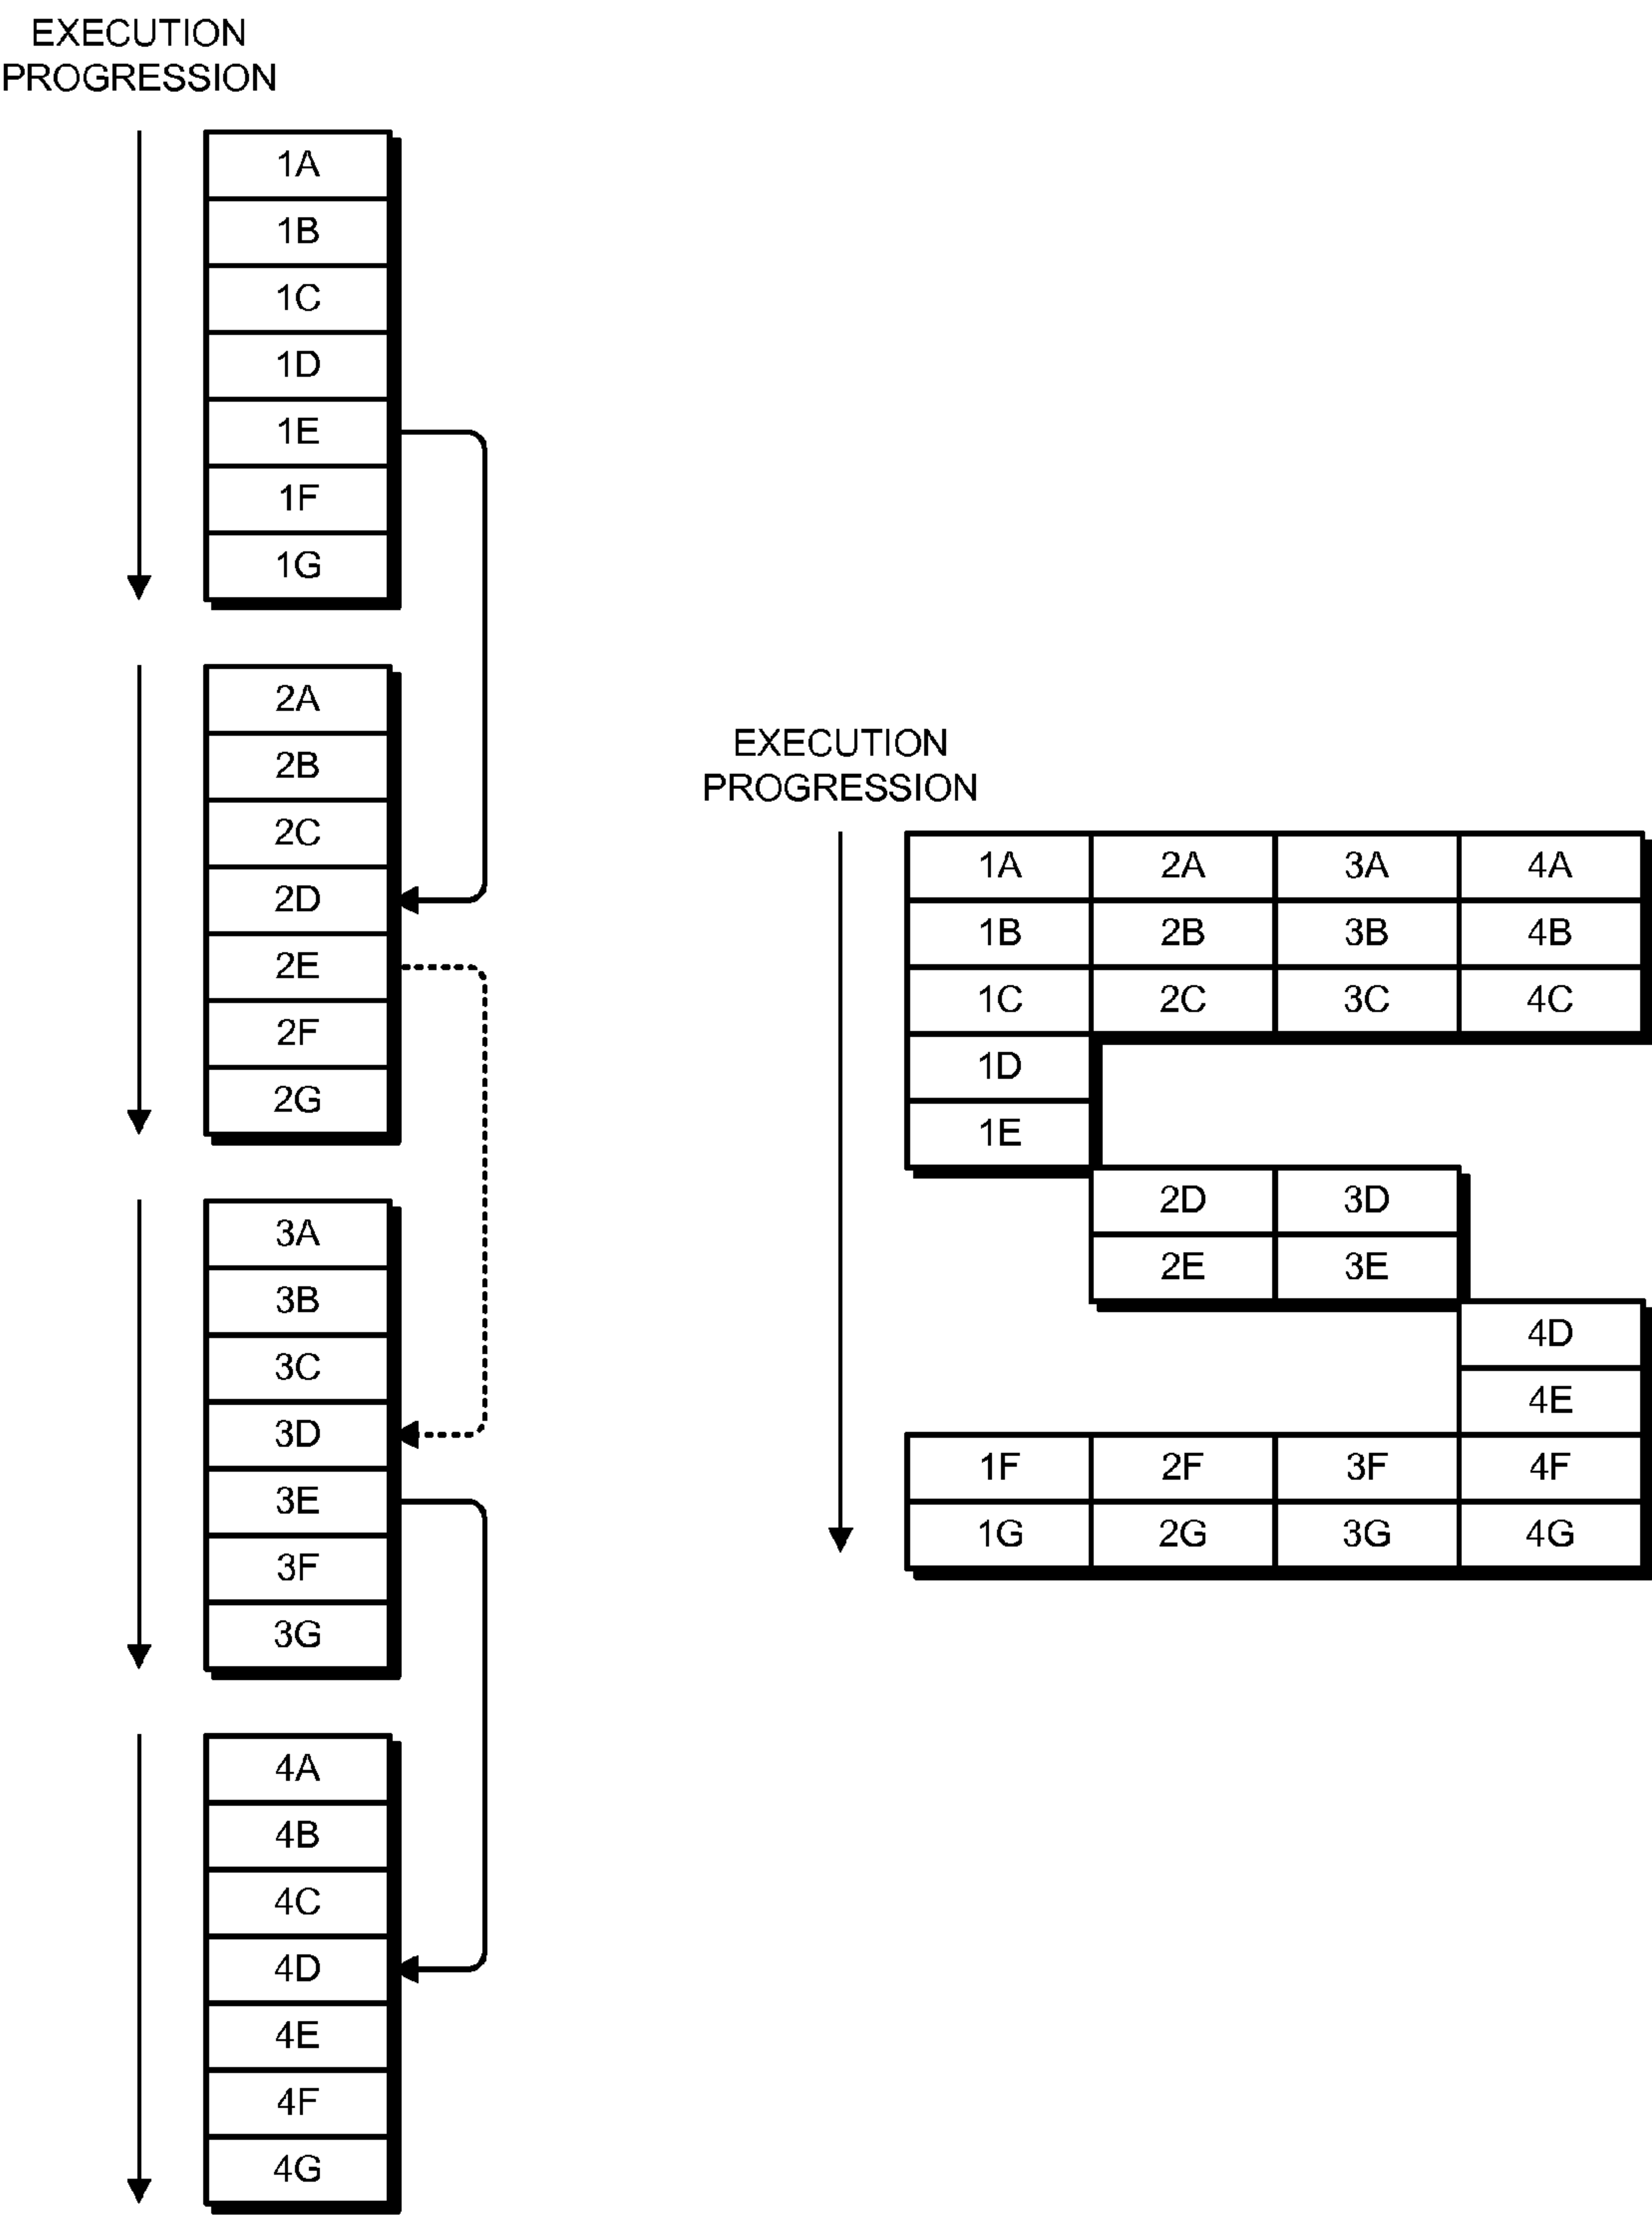 EXECUTION
PROGRESSION
1A
1B
1C
1D
1E
1F
1G
2A
2B
2C
2D
2E
2F
2G
3A
3B
3C
3D
3E
3F
3G
4A
4B
4C
4D
4E
4F
4G
EXECUTION
PROGRESSION
1A 2A 3A 4A
1B 2B 3B 4B
1C 2C 3C 4C
1D
1E
2D 3D
2E 3E
4D
4E
1F 2F 3F 4F
1G 2G 3G 4G